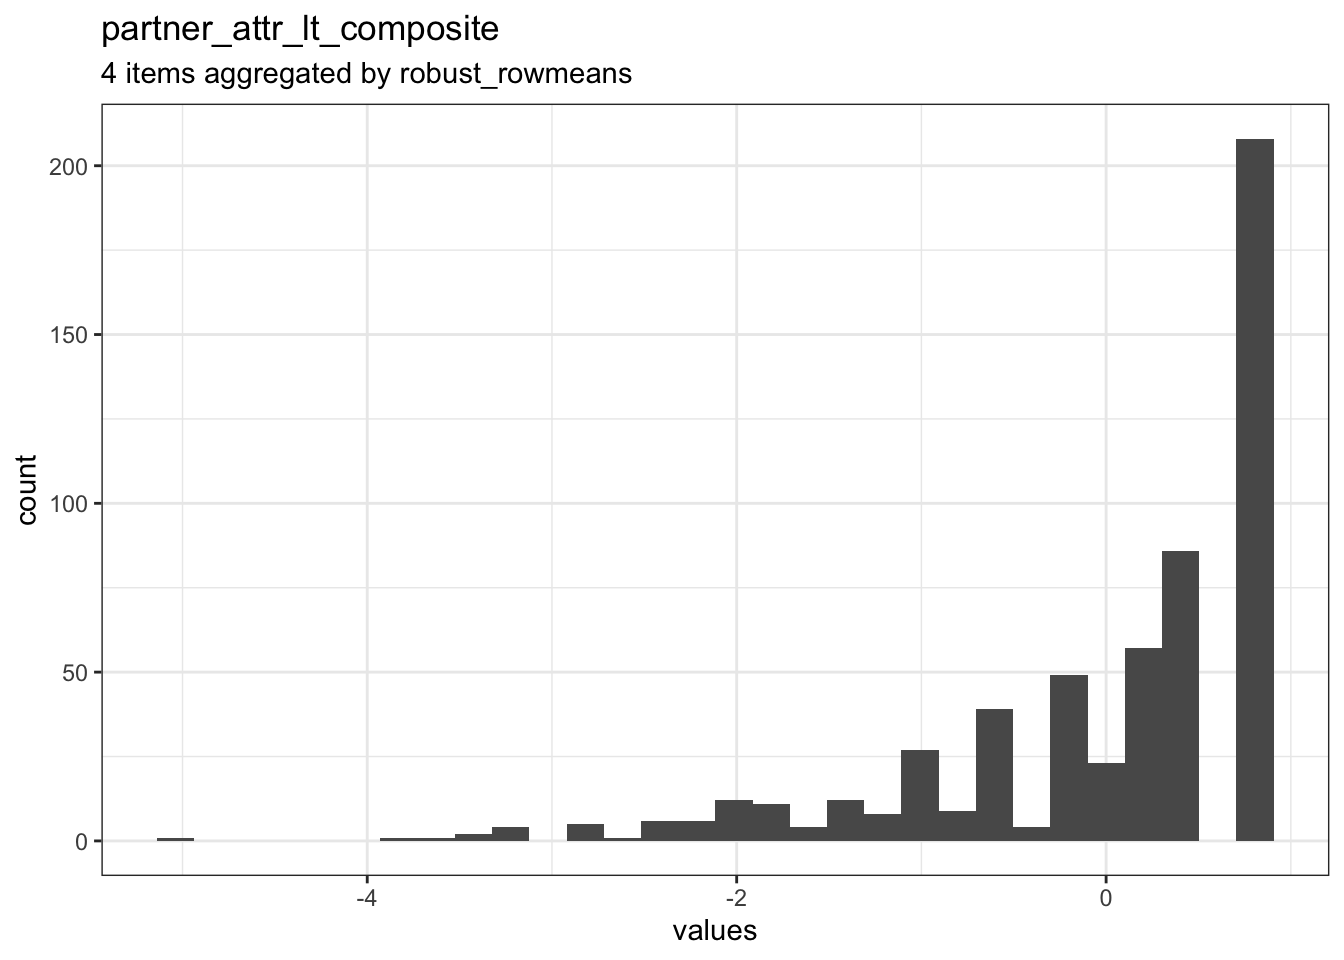 partner_attr_lt_composite
4 items aggregated by robust_rowmeans
200
150
100
50
0
count
-4
-2
0
values